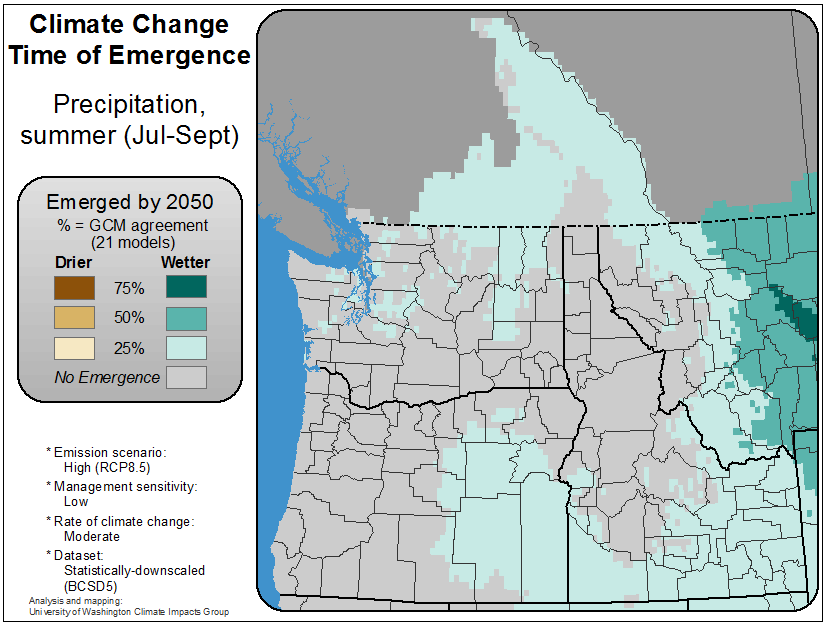 Climate Change
Time of Emergence
Precipitation,
summer (Jul-Sept)
Emerged by 2050
% = GCM agreement
(21 models)
Drier Wetter
75%
50%
25%
No Emergence
* Emission scenario:
High (RCP8.5)
* Management sensitivity:
Low
* Rate of climate change:
Moderate
* Dataset:
Statistically-downscaled
(BCSD5)
Analysis and mapping:
University of Washington Climate Impacts Group